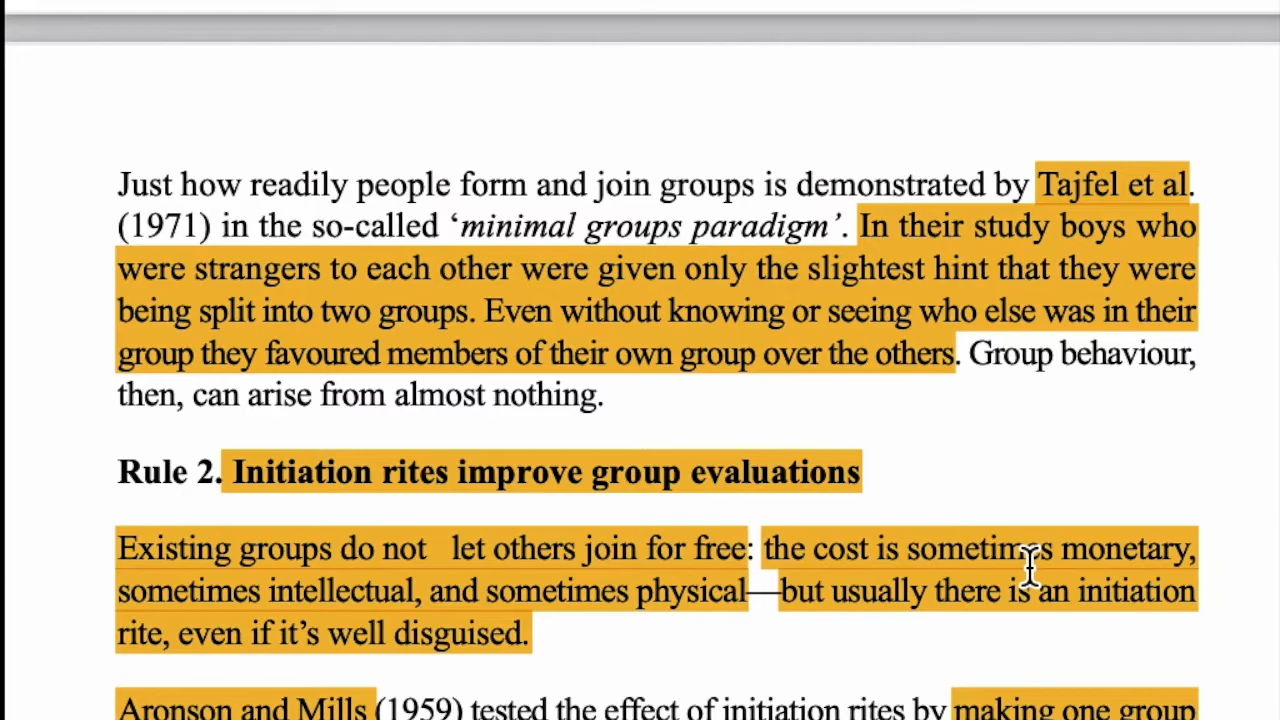 Just how readily people form and join groups is demonstrated by Tajfel et al.
(1971) in the so-called ‘minimal groups paradigm’. In their study boys who
were strangers to each other were given only the slightest hint that they were
being split into two groups. Even without knowing or seeing who else was in their
group they favoured members of their own group over the others. Group behaviour,
then, can arise from almost nothing.
Rule 2. Initiation rites improve group evaluations
Existing groups do not let others join for free: the cost is sometimes monetary,
sometimes intellectual, and sometimes physical—but usually there is an initiation
rite, even if it’s well disguised.
Aronson and Mills (1959) tested the effect of initiation rites by making one group